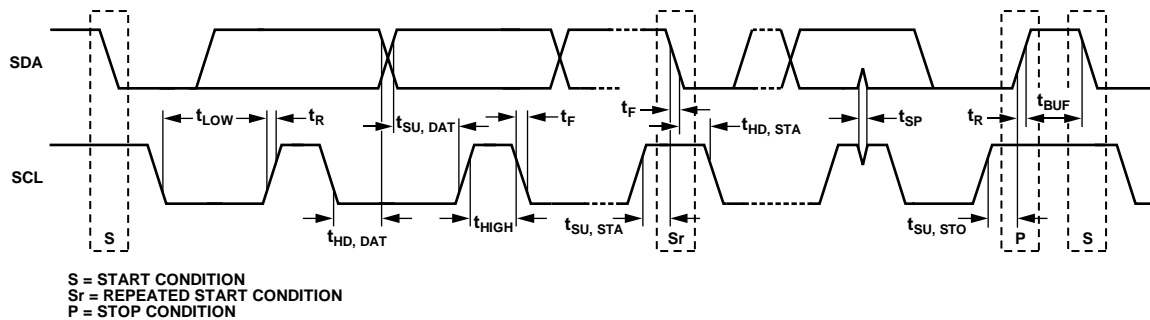 SDA
tLOW
tR
tSU, DAT
tF
tF
tHD, STA
tSP
tR
tBUF
SCL
S
tHD, DAT
tHIGH
tSU, STA
Sr
tSU, STO
P
S
S = START CONDITION
Sr = REPEATED START CONDITION
P = STOP CONDITION